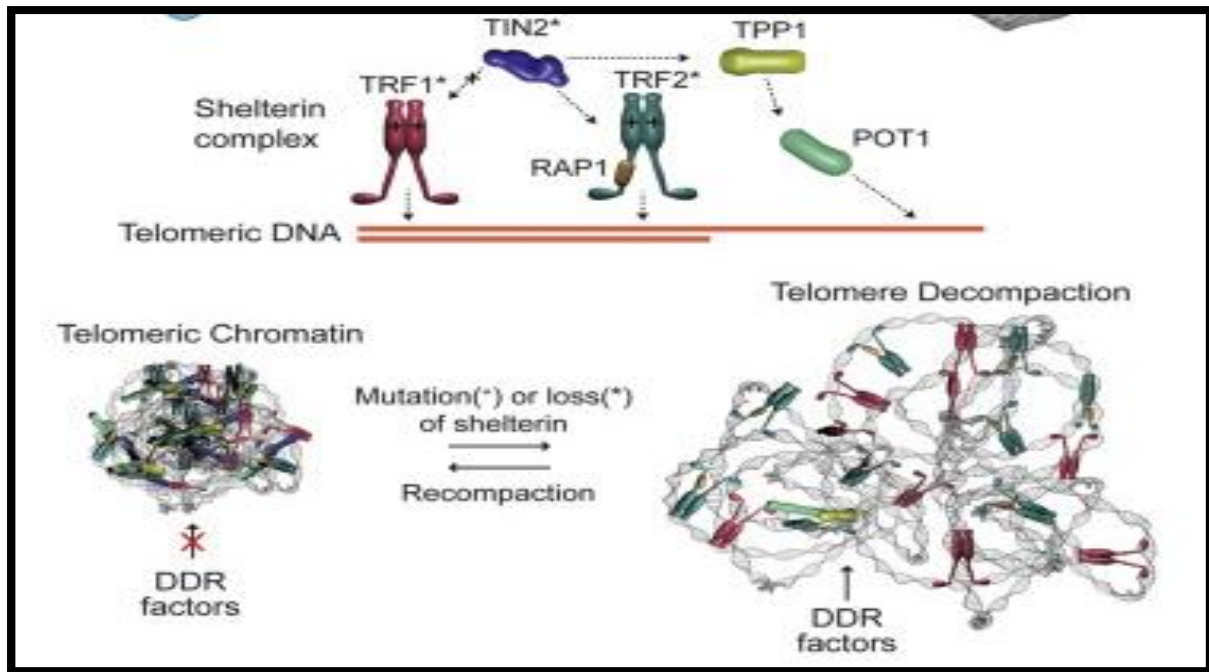 TIN2*
TPP1
TRF1*
TRF2*
Shelterin
complex
RAP1
POT1
Telomeric DNA
Telomere Decompaction
Telomeric Chromatin
Mutation(+) or loss(*)
of shelterin
Recompaction
DDR
factors
DDR
factors